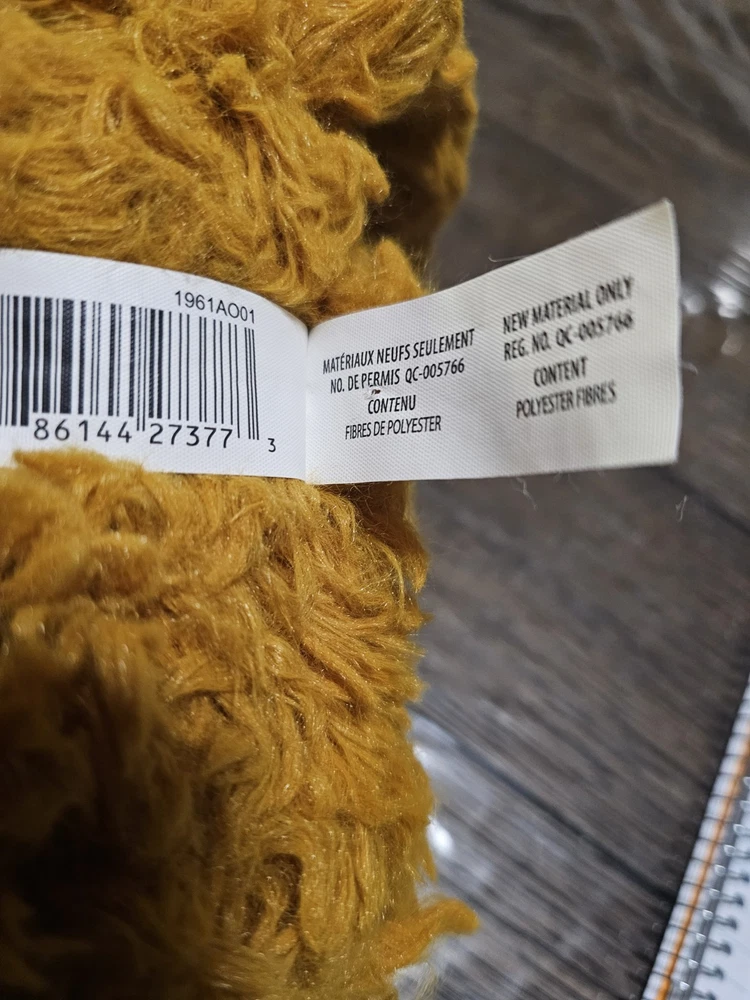 1961AO01
86144 27377 3
MATÉRIAUX NEUFS SEULEMENT
NO. DE PERMIS QC-005766
CONTENU
FIBRES DE POLYESTER
NEW MATERIAL ONLY
REG. NO. QC-005766
CONTENT
POLYESTER FIBRES